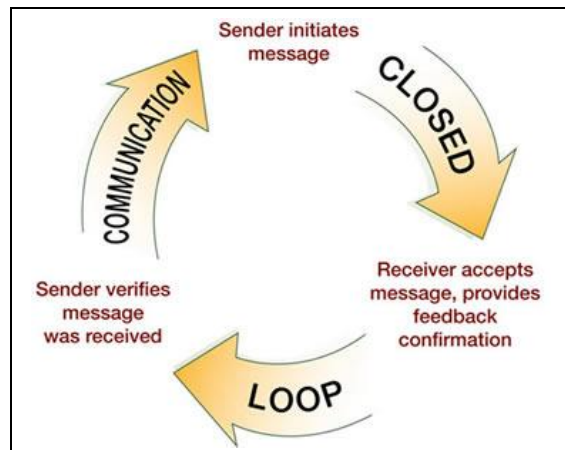 Sender initiates
message
CLOSED
Receiver accepts
message, provides
feedback
confirmation
LOOP
Sender verifies
message
was received
COMMUNICATION